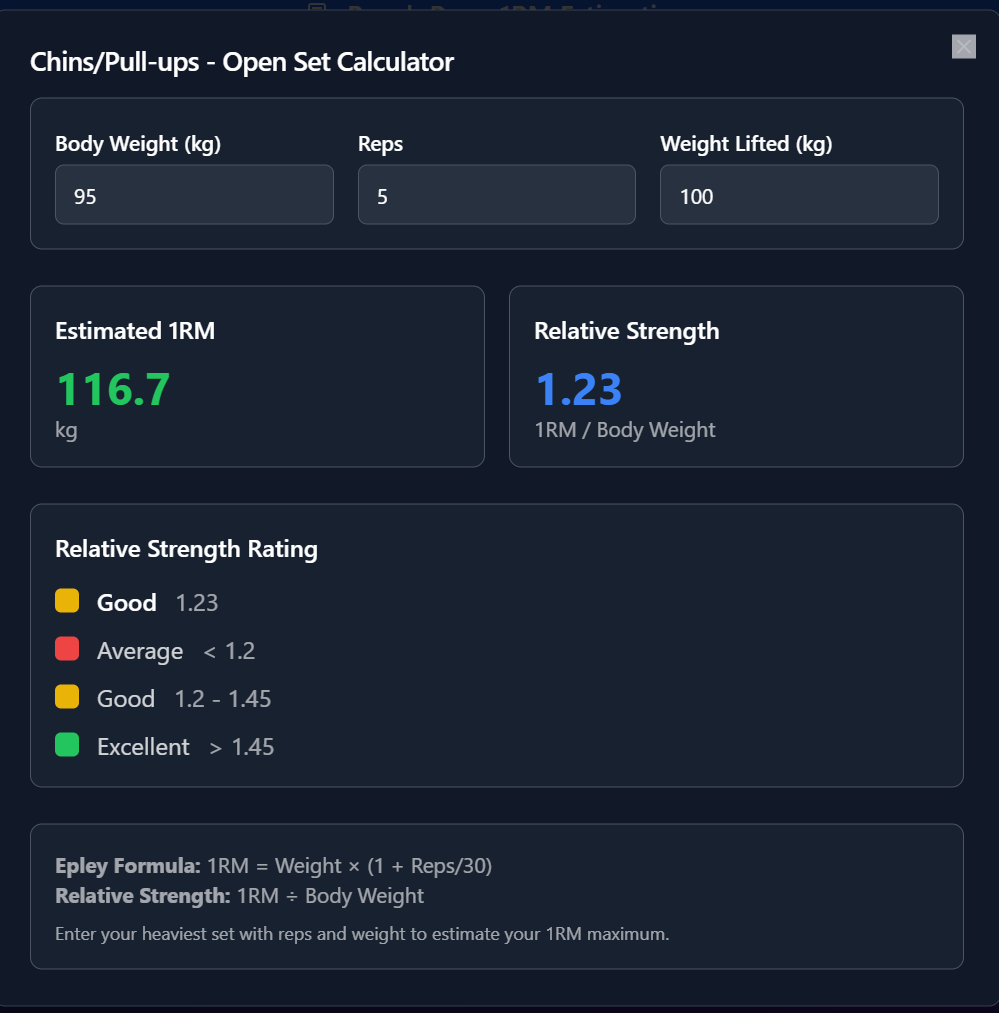 Chins/Pull-ups - Open Set Calculator
Body Weight (kg)
Reps
Weight Lifted (kg)
95
5
100
Estimated 1RM
116.7
kg
Relative Strength
1.23
1RM / Body Weight
Relative Strength Rating
Good 1.23
Average < 1.2
Good 1.2 - 1.45
Excellent > 1.45
Epley Formula: 1RM = Weight × (1 + Reps/30)
Relative Strength: 1RM ÷ Body Weight
Enter your heaviest set with reps and weight to estimate your 1RM maximum.